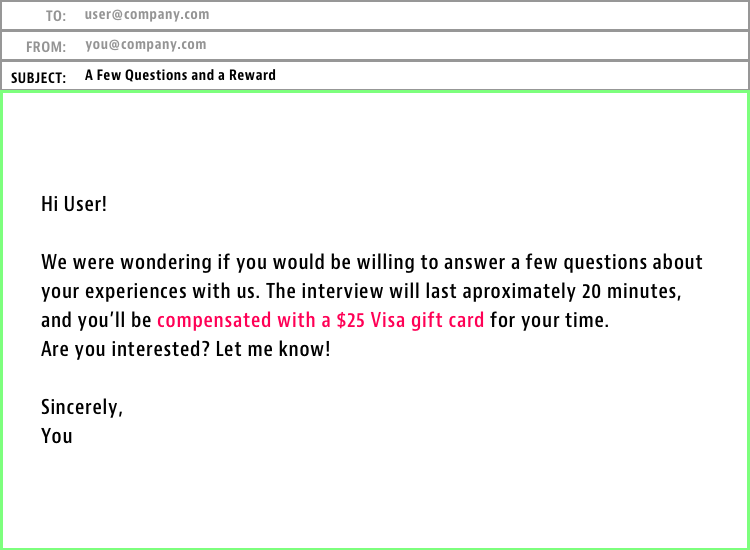 TO: user@company.com
FROM: you@company.com
SUBJECT: A Few Questions and a Reward
Hi User!
We were wondering if you would be willing to answer a few questions about
your experiences with us. The interview will last aproximately 20 minutes,
and you’ll be compensated with a $25 Visa gift card for your time.
Are you interested? Let me know!
Sincerely,
You